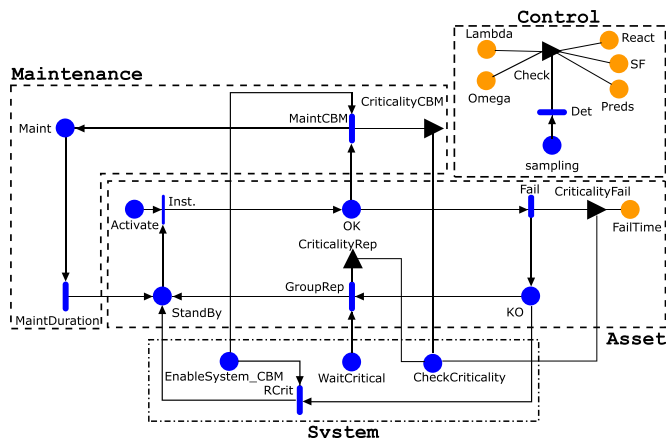 Control
Lambda
React
Check
SF
Omega
Preds
Det
sampling
Maintenance
CriticalityCBM
MaintCBM
Maint
Fail
CriticalityFail
Inst.
Activate
OK
FailTime
CriticalityRep
GroupRep
MaintDuration
StandBy
KO
Asset
EnableSystem_CBM
WaitCritical
CheckCriticality
RCrit
System